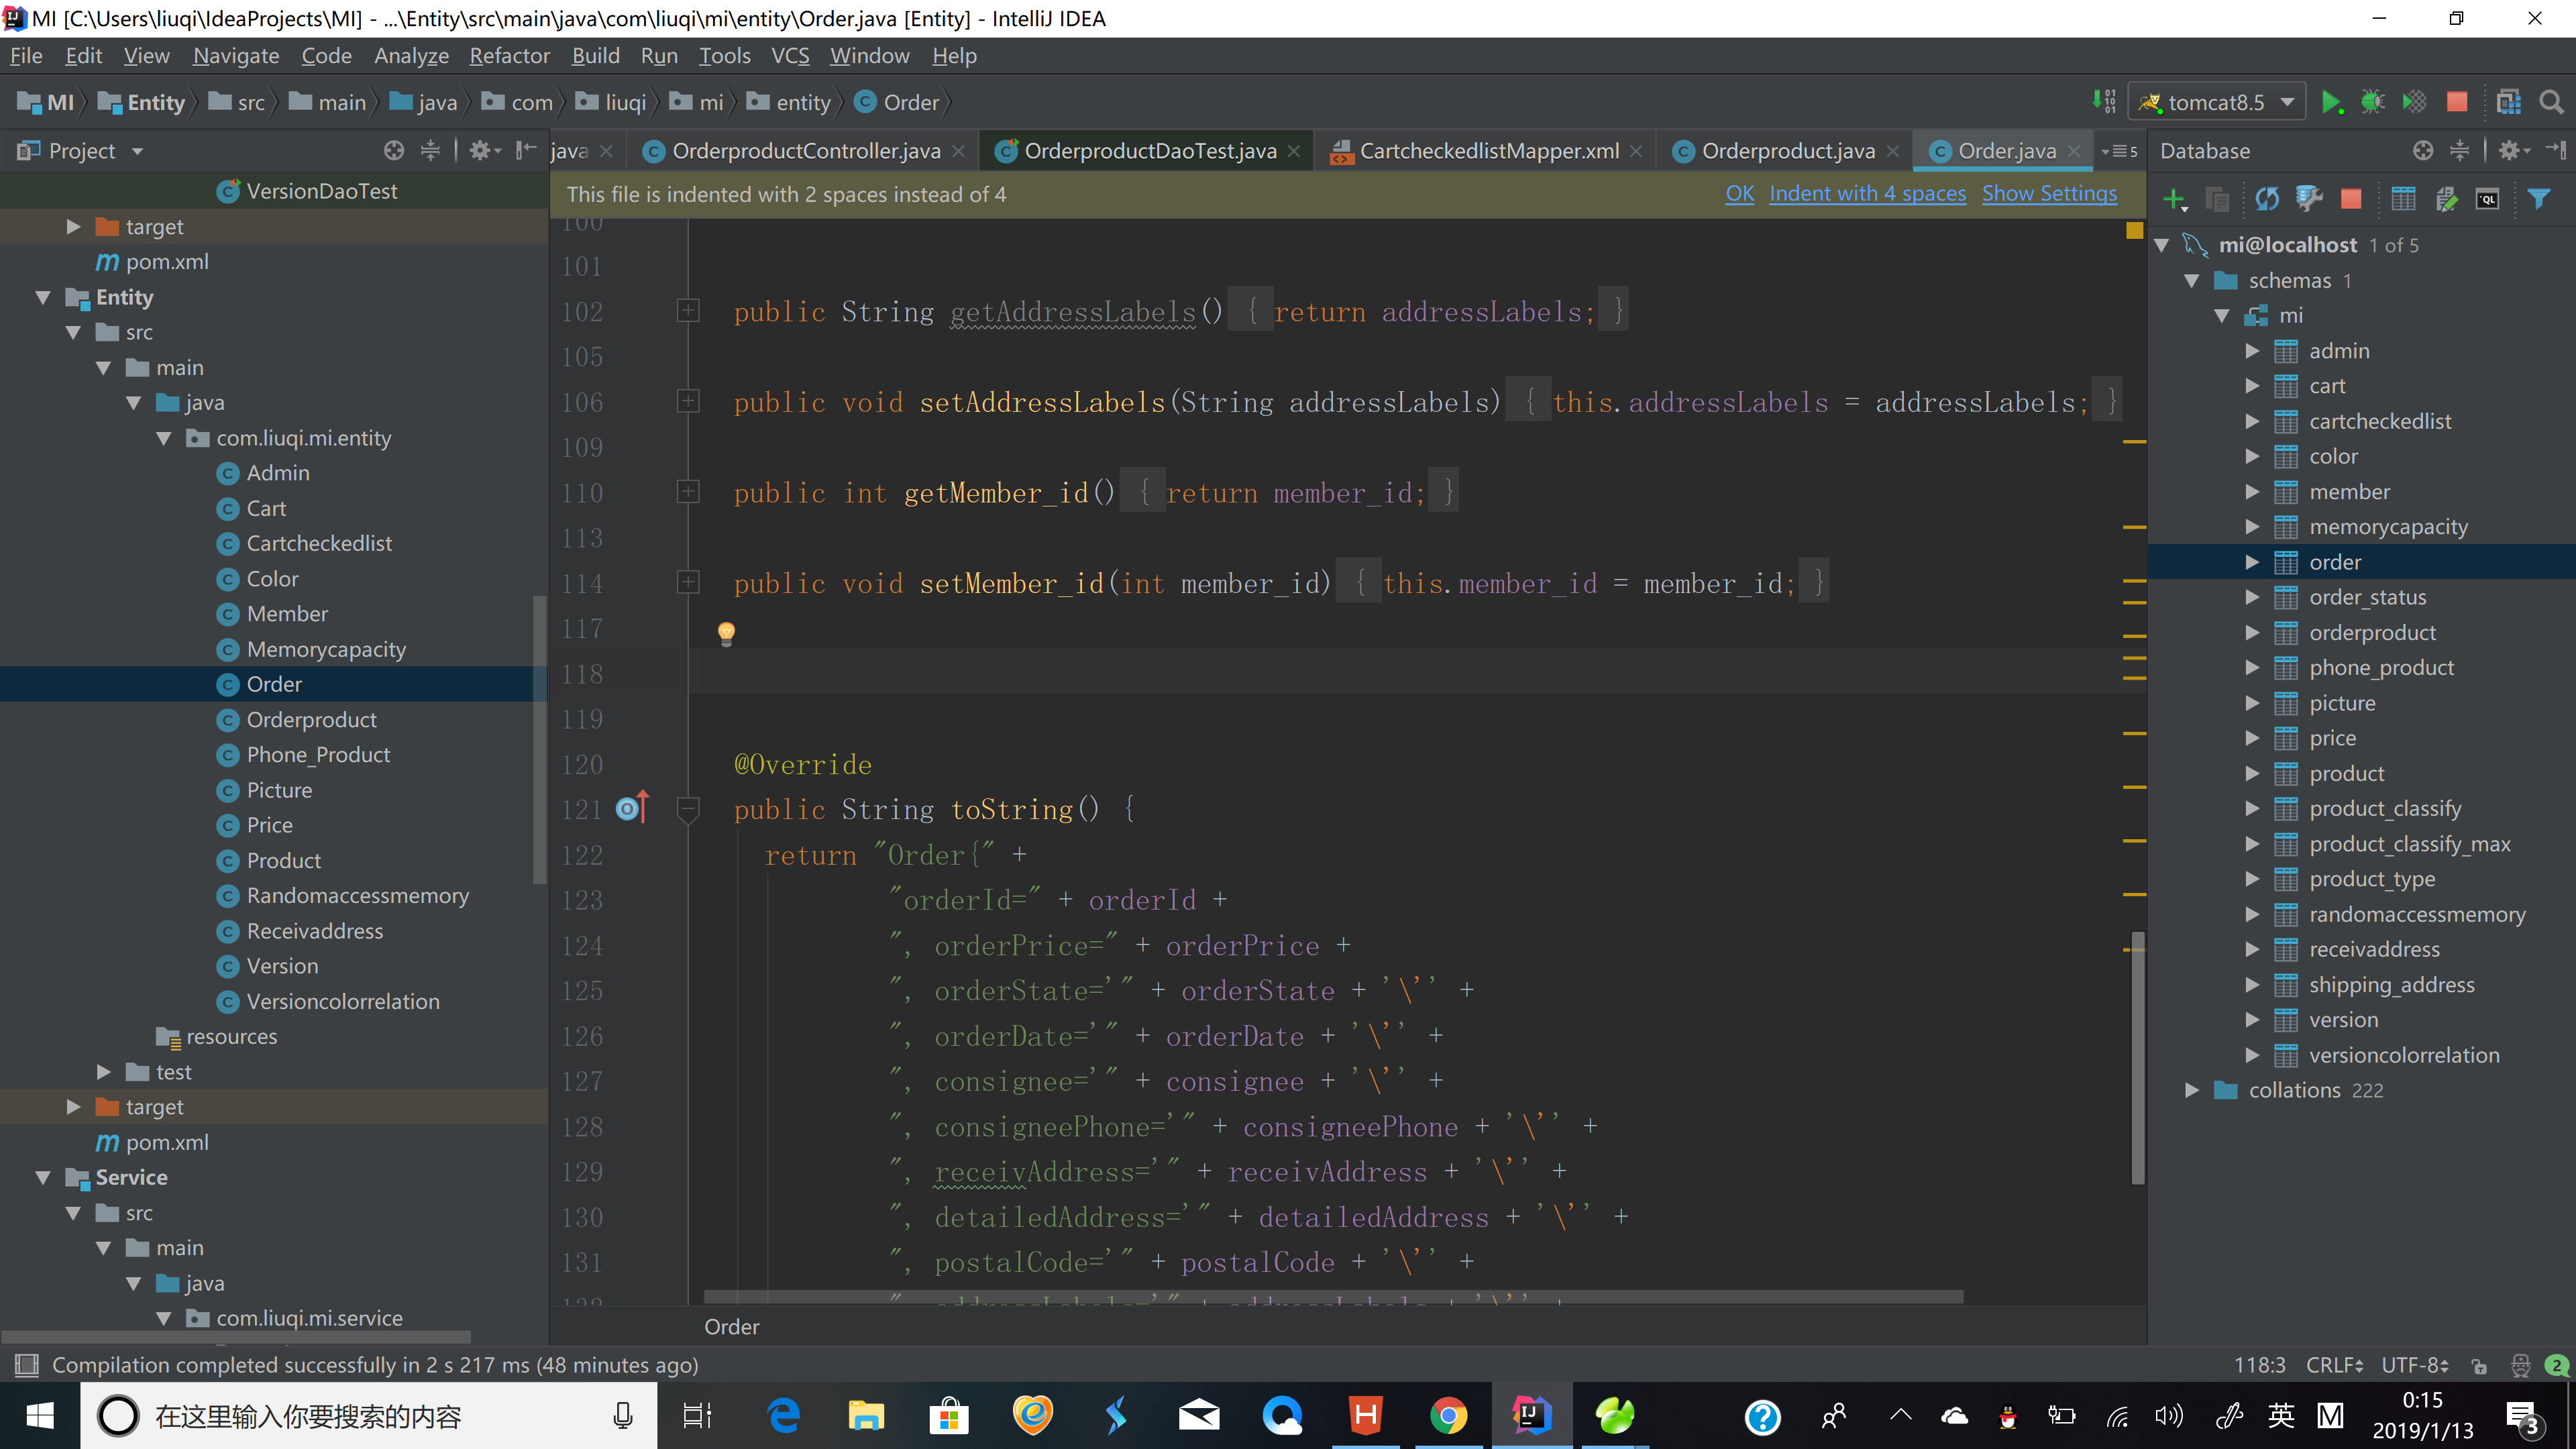 MI [C:\Users\liuqi\IdeaProjects\MI] - ...\Entity\src\main\java\com\liuqi\mi\entity\Order.java [Entity] - IntelliJ IDEA
File Edit View Navigate Code Analyze Refactor Build Run Tools VCS Window Help
MI Entity src main java com liuqi mi entity Order
tomcat8.5
Project
java OrderproductController.java OrderproductDaoTest.java CartcheckedlistMapper.xml Orderproduct.java Order.java 5
Database
This file is indented with 2 spaces instead of 4
OK Indent with 4 spaces Show Settings
VersionDaoTest
target
pom.xml
Entity
src
main
java
com.liuqi.mi.entity
Admin
Cart
Cartcheckedlist
Color
Member
Memorycapacity
Order
Orderproduct
Phone_Product
Picture
Price
Product
Randomaccessmemory
Receivaddress
Version
Versioncolorrelation
resources
test
target
pom.xml
Service
src
main
java
com.liuqi.mi.service
100
101
102 public String getAddressLabels() { return addressLabels; }
105
106 public void setAddressLabels(String addressLabels) { this.addressLabels = addressLabels; }
109
110 public int getMember_id() { return member_id; }
113
114 public void setMember_id(int member_id) { this.member_id = member_id; }
117
118
119
120 @Override
121 public String toString() {
122 return "Order{" +
123 "orderId=" + orderId +
124 ", orderPrice=" + orderPrice +
125 ", orderState='" + orderState + '\'' +
126 ", orderDate='" + orderDate + '\'' +
127 ", consignee='" + consignee + '\'' +
128 ", consigneePhone='" + consigneePhone + '\'' +
129 ", receivAddress='" + receivAddress + '\'' +
130 ", detailedAddress='" + detailedAddress + '\'' +
131 ", postalCode='" + postalCode + '\'' +
Order
mi@localhost 1 of 5
schemas 1
mi
admin
cart
cartcheckedlist
color
member
memorycapacity
order
order_status
orderproduct
phone_product
picture
price
product
product_classify
product_classify_max
product_type
randomaccessmemory
receivaddress
shipping_address
version
versioncolorrelation
collations 222
Compilation completed successfully in 2 s 217 ms (48 minutes ago)
118:3 CRLF UTF-8 2
在这里输入你要搜索的内容
英 M
0:15
2019/1/13
3